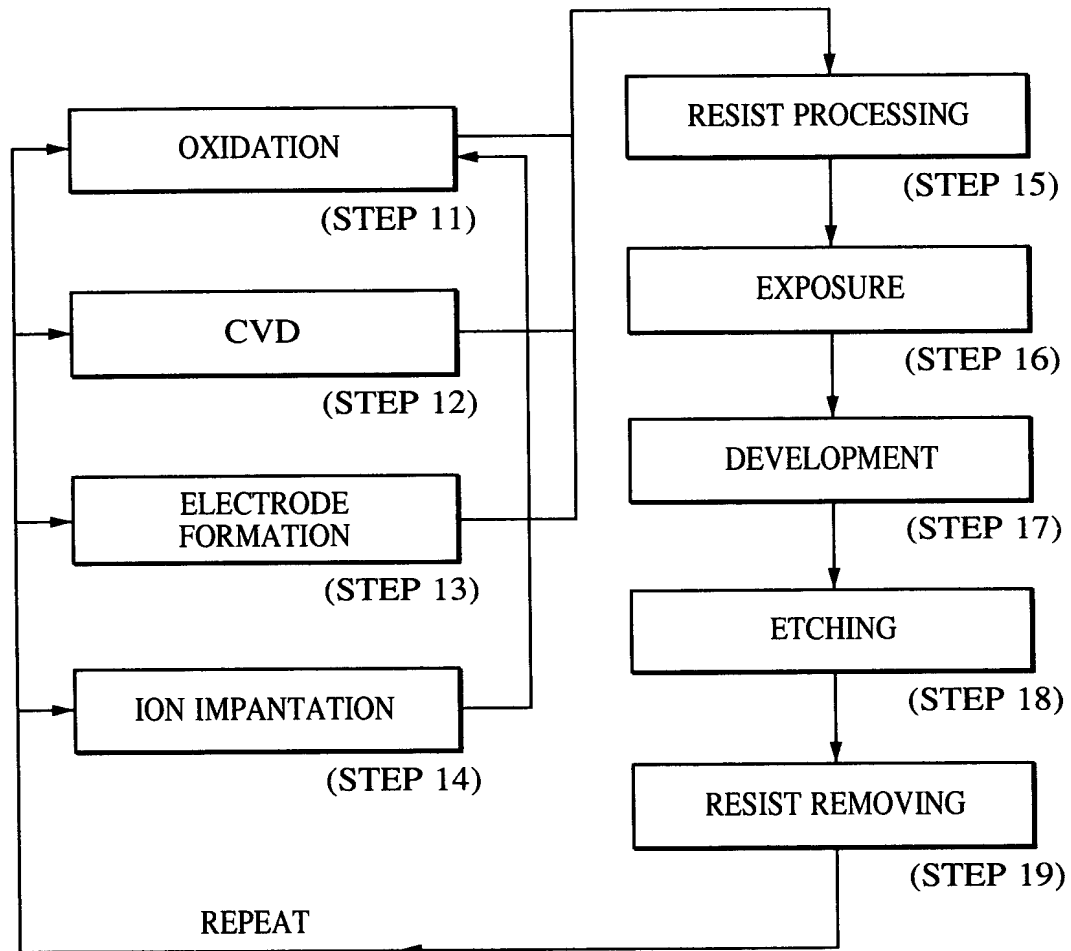 OXIDATION
(STEP 11)
CVD
(STEP 12)
ELECTRODE
FORMATION
(STEP 13)
ION IMPANTATION
(STEP 14)
RESIST PROCESSING
(STEP 15)
EXPOSURE
(STEP 16)
DEVELOPMENT
(STEP 17)
ETCHING
(STEP 18)
RESIST REMOVING
(STEP 19)
REPEAT